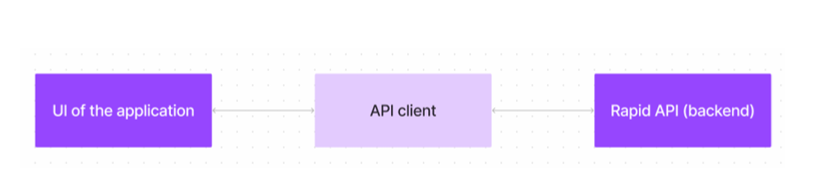 UI of the application
API client
Rapid API (backend)